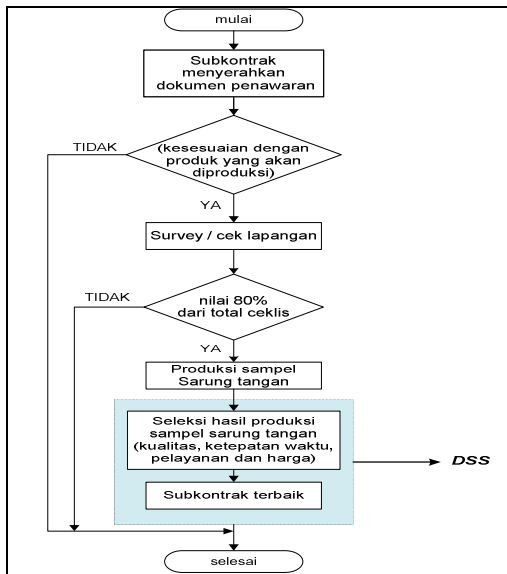 mulai
Subkontrak
menyerahkan
dokumen penawaran
TIDAK
(kesesuaian dengan
produk yang akan
diproduksi)
YA
Survey / cek lapangan
TIDAK
nilai 80%
dari total ceklis
YA
Produksi sampel
Sarung tangan
Seleksi hasil produksi
sampel sarung tangan
(kualitas, ketepatan waktu,
pelayanan dan harga)
DSS
Subkontrak terbaik
selesai